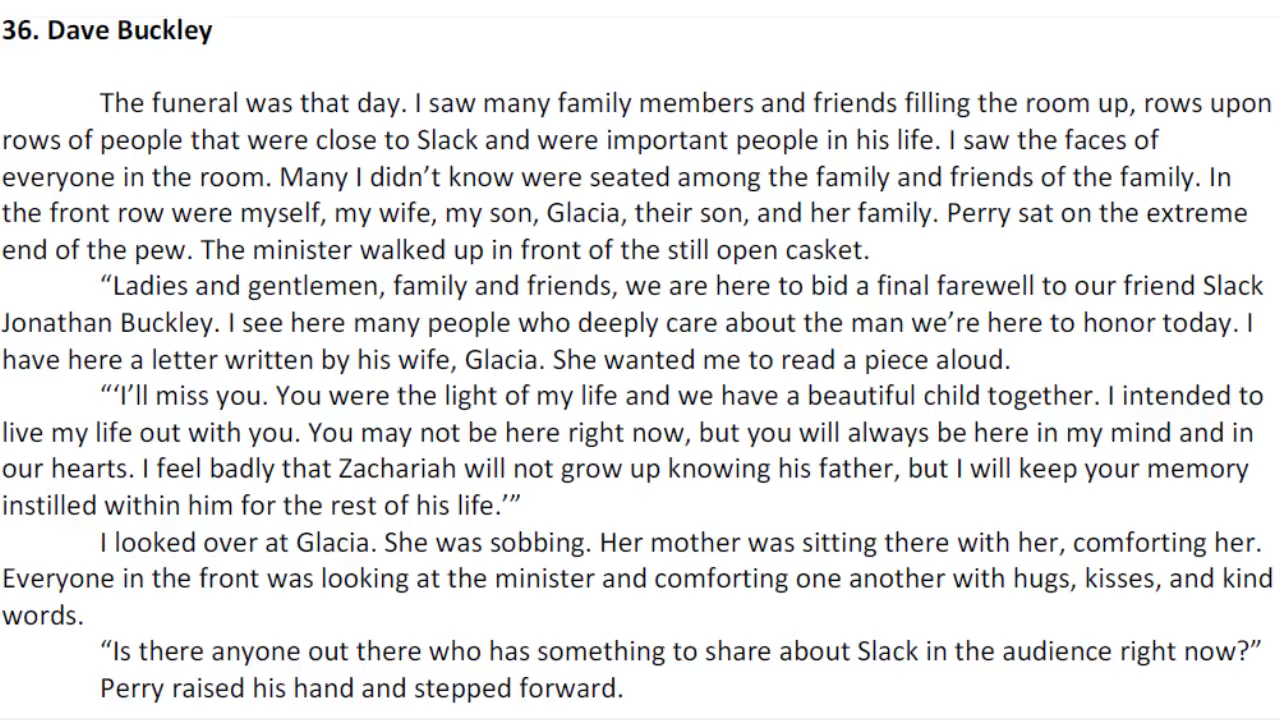 36. Dave Buckley
The funeral was that day. I saw many family members and friends filling the room up, rows upon
rows of people that were close to Slack and were important people in his life. I saw the faces of
everyone in the room. Many I didn’t know were seated among the family and friends of the family. In
the front row were myself, my wife, my son, Glacia, their son, and her family. Perry sat on the extreme
end of the pew. The minister walked up in front of the still open casket.
“Ladies and gentlemen, family and friends, we are here to bid a final farewell to our friend Slack
Jonathan Buckley. I see here many people who deeply care about the man we’re here to honor today. I
have here a letter written by his wife, Glacia. She wanted me to read a piece aloud.
“‘I’ll miss you. You were the light of my life and we have a beautiful child together. I intended to
live my life out with you. You may not be here right now, but you will always be here in my mind and in
our hearts. I feel badly that Zachariah will not grow up knowing his father, but I will keep your memory
instilled within him for the rest of his life.’”
I looked over at Glacia. She was sobbing. Her mother was sitting there with her, comforting her.
Everyone in the front was looking at the minister and comforting one another with hugs, kisses, and kind
words.
“Is there anyone out there who has something to share about Slack in the audience right now?”
Perry raised his hand and stepped forward.